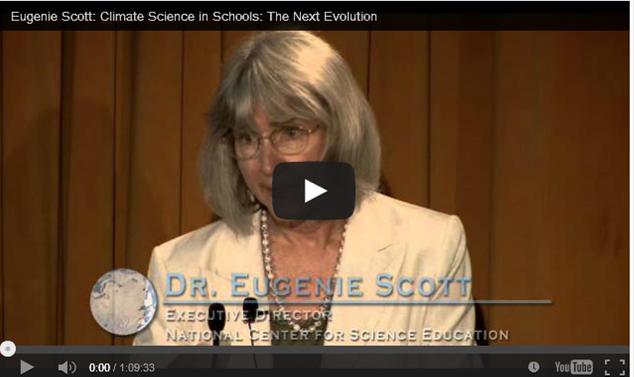 Eugenie Scott: Climate Science in Schools: The Next Evolution
DR. EUGENIE SCOTT
EXECUTIVE DIRECTOR
NATIONAL CENTER FOR SCIENCE EDUCATION
0:00 / 1:09:33
YouTube